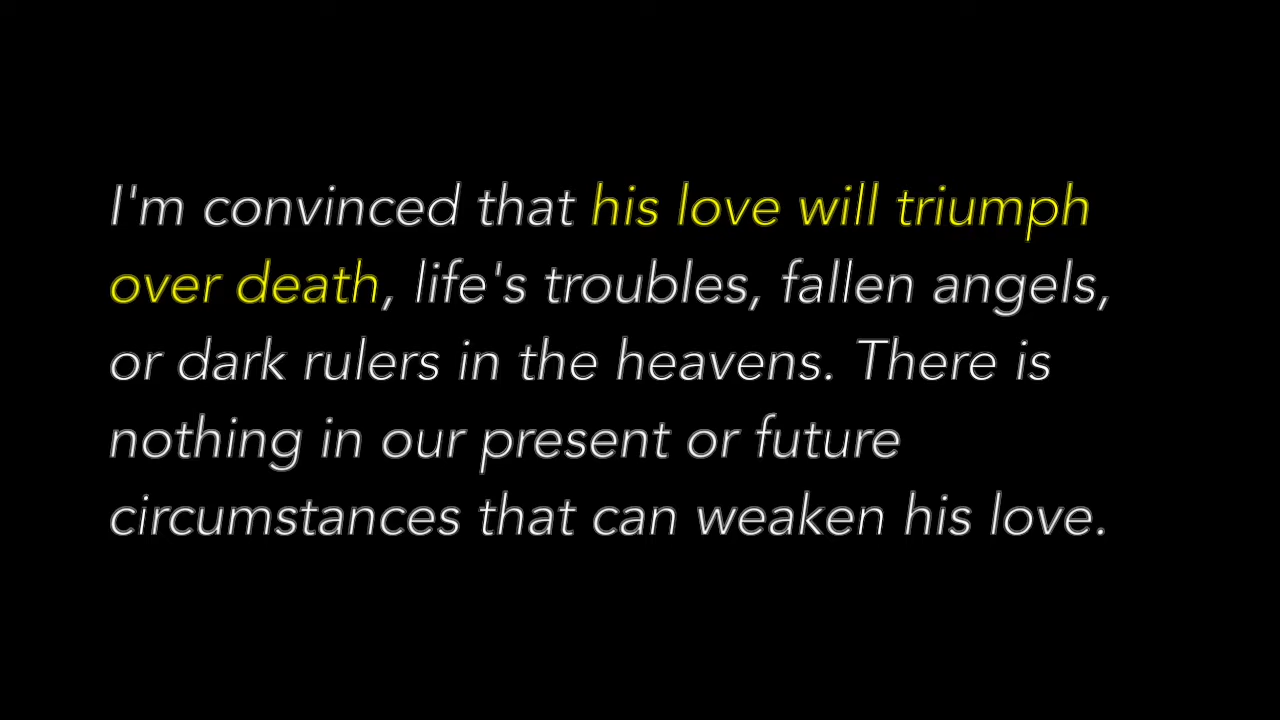 I'm convinced that his love will triumph
over death, life's troubles, fallen angels,
or dark rulers in the heavens. There is
nothing in our present or future
circumstances that can weaken his love.